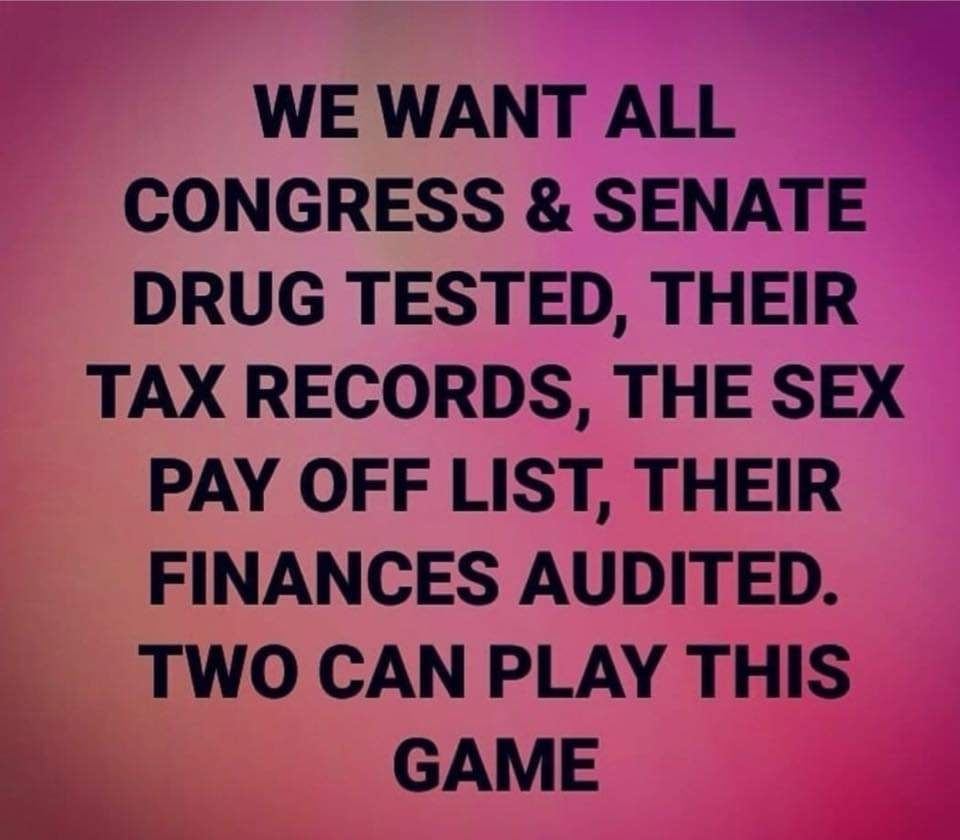 WE WANT ALL
CONGRESS & SENATE
DRUG TESTED, THEIR
TAX RECORDS, THE SEX
PAY OFF LIST, THEIR
FINANCES AUDITED.
TWO CAN PLAY THIS
GAME